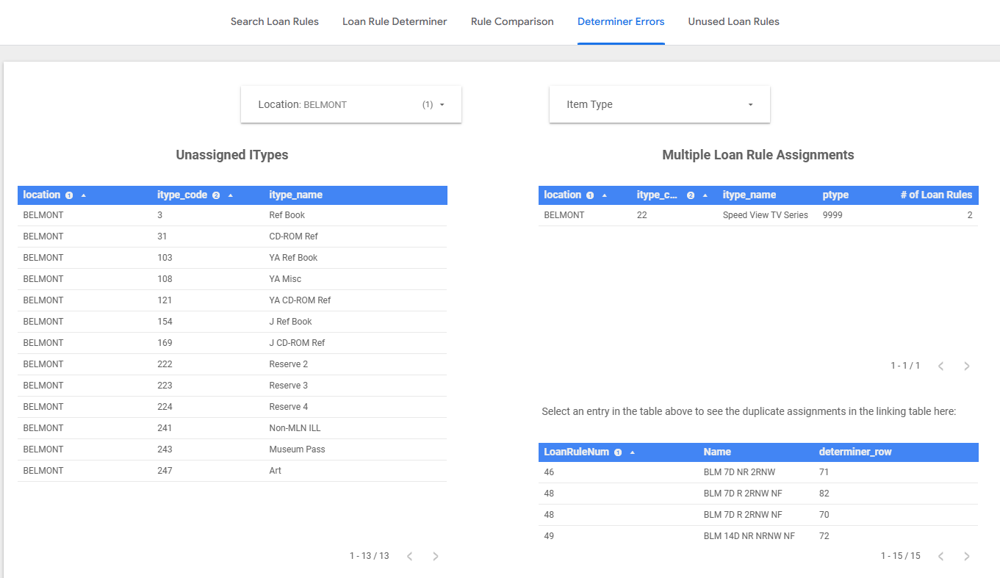 Search Loan Rules Loan Rule Determiner Rule Comparison Determiner Errors Unused Loan Rules
Location: BELMONT (1)
Item Type
Unassigned ITypes
location 1 itype_code 2 itype_name
BELMONT 3 Ref Book
BELMONT 31 CD-ROM Ref
BELMONT 103 YA Ref Book
BELMONT 108 YA Misc
BELMONT 121 YA CD-ROM Ref
BELMONT 154 J Ref Book
BELMONT 169 J CD-ROM Ref
BELMONT 222 Reserve 2
BELMONT 223 Reserve 3
BELMONT 224 Reserve 4
BELMONT 241 Non-MLN ILL
BELMONT 243 Museum Pass
BELMONT 247 Art
1 - 13 / 13
Multiple Loan Rule Assignments
location 1 itype_c... 2 itype_name ptype # of Loan Rules
BELMONT 22 Speed View TV Series 9999 2
1 - 1 / 1
Select an entry in the table above to see the duplicate assignments in the linking table here:
LoanRuleNum 1 Name determiner_row
46 BLM 7D NR 2RNW 71
48 BLM 7D R 2RNW NF 82
48 BLM 7D R 2RNW NF 70
49 BLM 14D NR NRNW NF 72
1 - 15 / 15